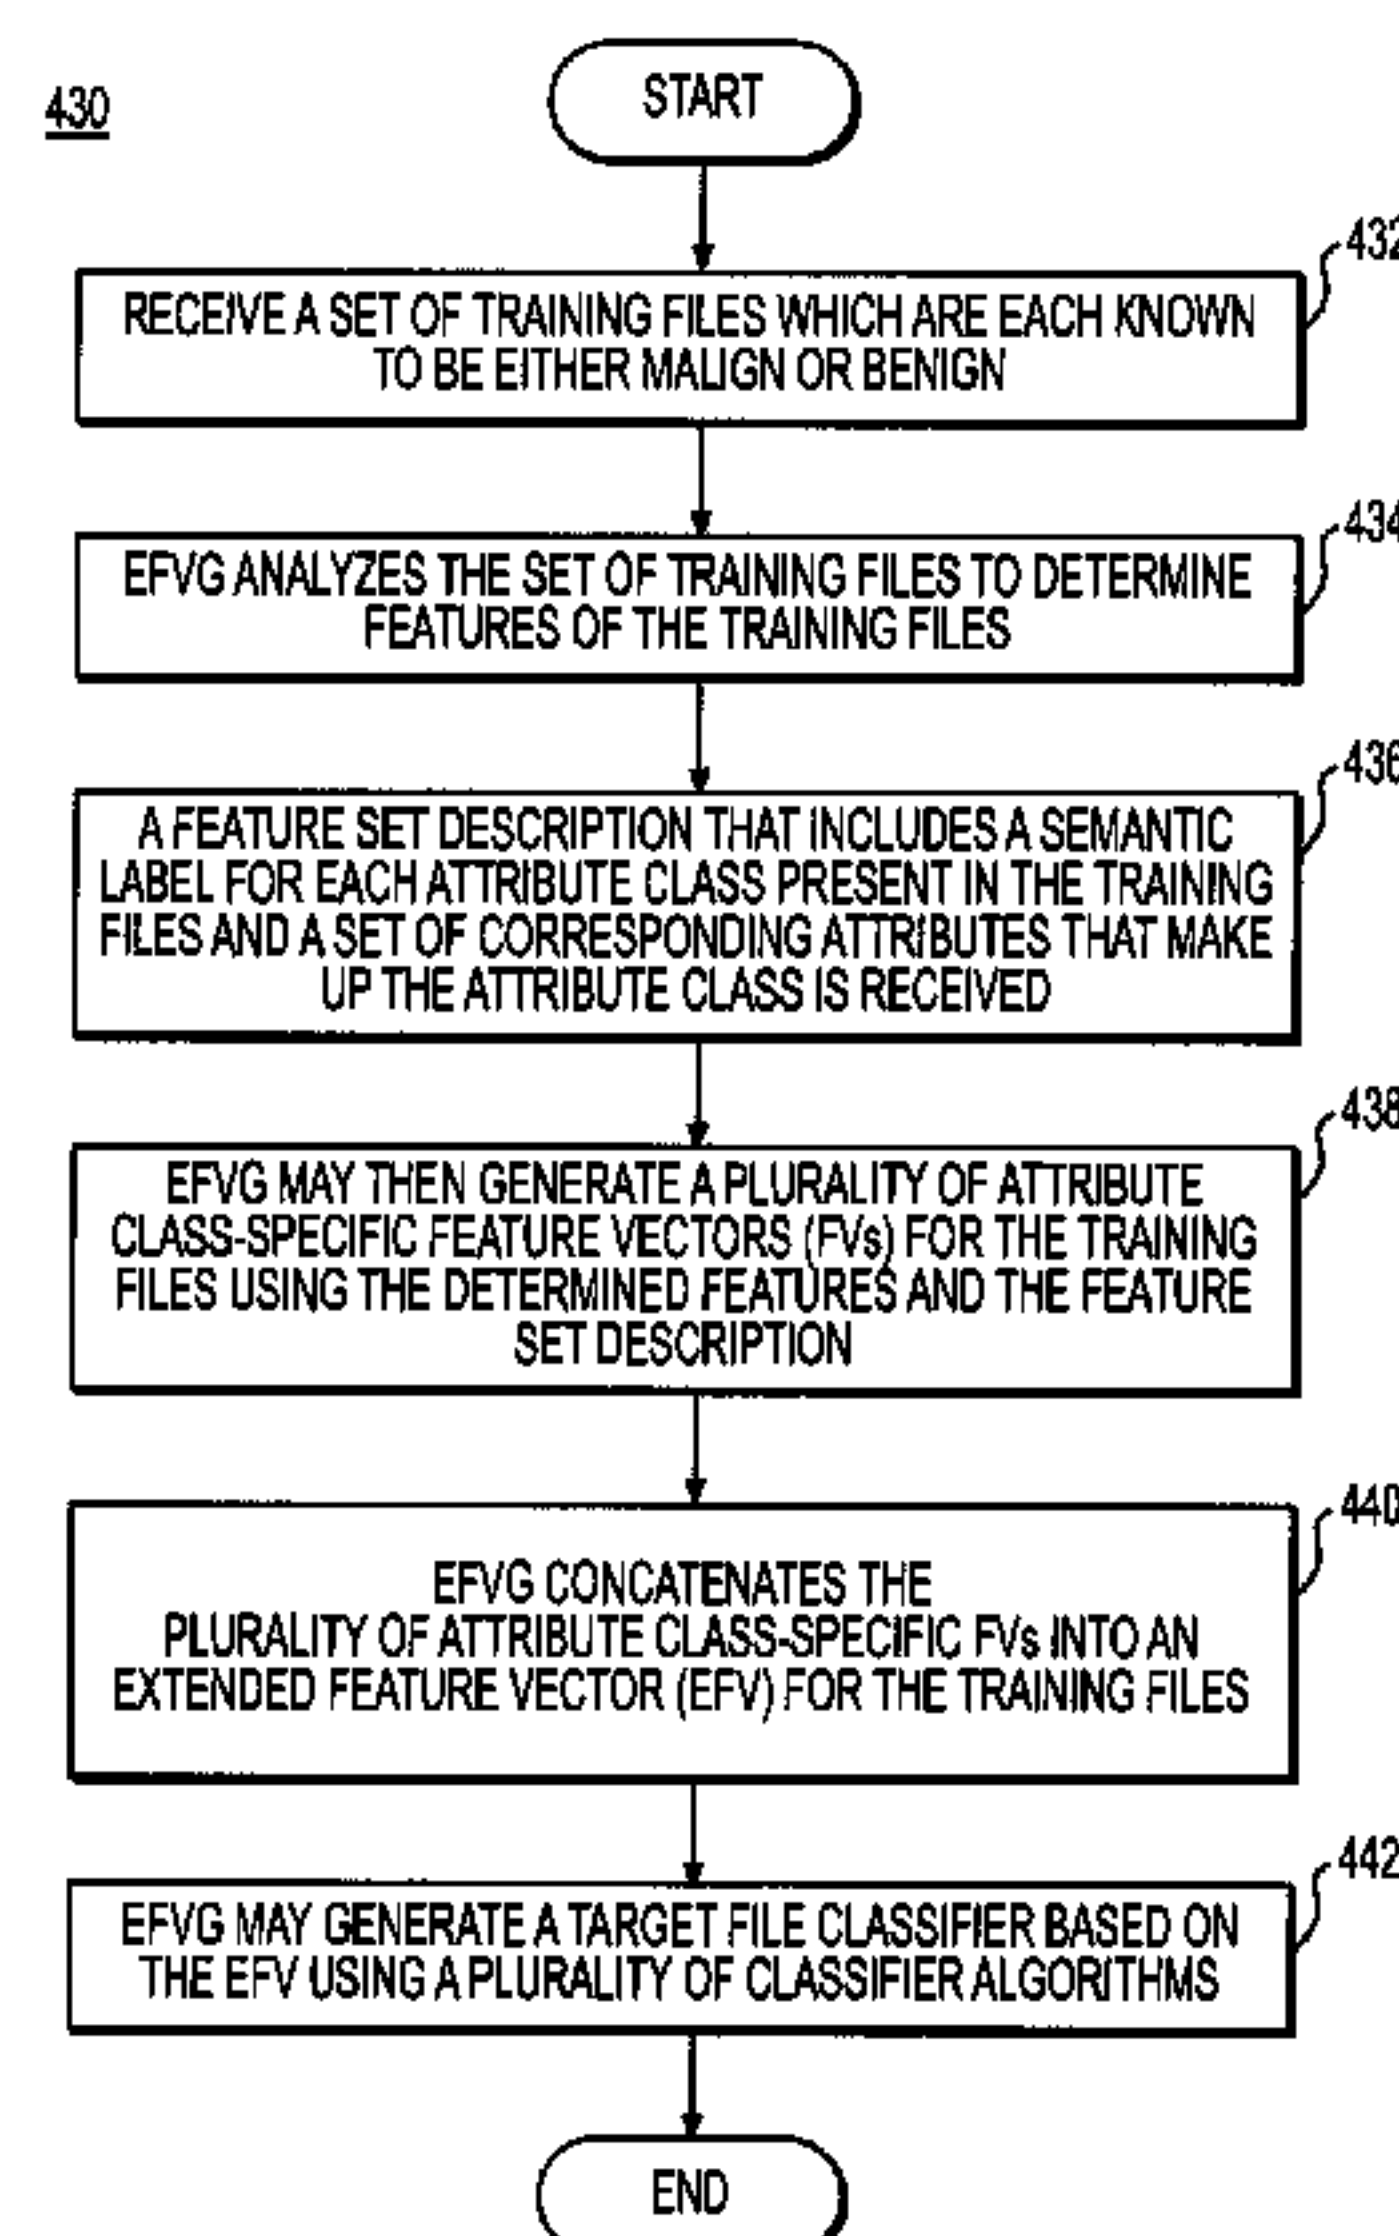 430
START
432
RECEIVE A SET OF TRAINING FILES WHICH ARE EACH KNOWN
TO BE EITHER MALIGN OR BENIGN
434
EFVG ANALYZES THE SET OF TRAINING FILES TO DETERMINE
FEATURES OF THE TRAINING FILES
436
A FEATURE SET DESCRIPTION THAT INCLUDES A SEMANTIC
LABEL FOR EACH ATTRIBUTE CLASS PRESENT IN THE TRAINING
FILES AND A SET OF CORRESPONDING ATTRIBUTES THAT MAKE
UP THE ATTRIBUTE CLASS IS RECEIVED
438
EFVG MAY THEN GENERATE A PLURALITY OF ATTRIBUTE
CLASS-SPECIFIC FEATURE VECTORS (FVs) FOR THE TRAINING
FILES USING THE DETERMINED FEATURES AND THE FEATURE
SET DESCRIPTION
440
EFVG CONCATENATES THE
PLURALITY OF ATTRIBUTE CLASS-SPECIFIC FVs INTO AN
EXTENDED FEATURE VECTOR (EFV) FOR THE TRAINING FILES
442
EFVG MAY GENERATE A TARGET FILE CLASSIFIER BASED ON
THE EFV USING A PLURALITY OF CLASSIFIER ALGORITHMS
END